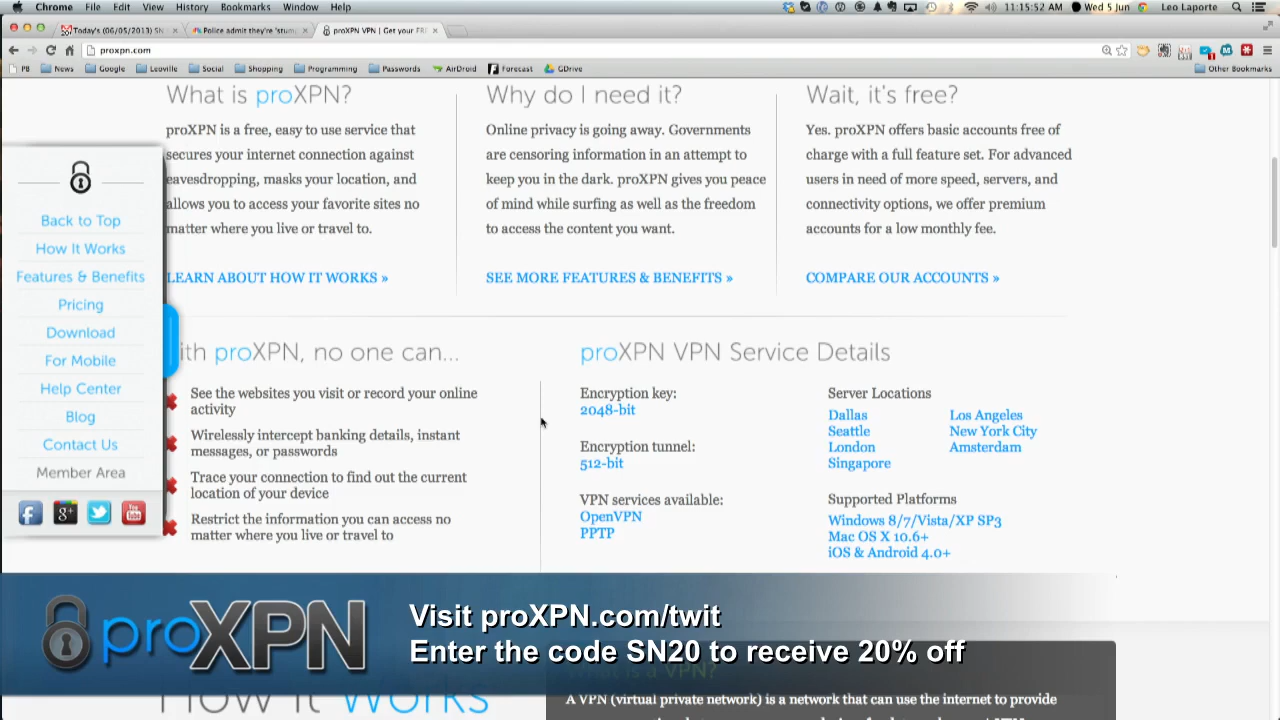 Chrome File Edit View History Bookmarks Window Help 11:15:52 AM Wed 5 Jun Leo Laporte
Today's (06/05/2013) SN Police admit they're 'stump proXPN VPN | Get your FRE
proxpn.com
PB News Google Leoville Social Shopping Programming Passwords AirDroid Forecast GDrive Other Bookmarks
What is proXPN?
proXPN is a free, easy to use service that
secures your internet connection against
eavesdropping, masks your location, and
allows you to access your favorite sites no
matter where you live or travel to.
LEARN ABOUT HOW IT WORKS »
Why do I need it?
Online privacy is going away. Governments
are censoring information in an attempt to
keep you in the dark. proXPN gives you peace
of mind while surfing as well as the freedom
to access the content you want.
SEE MORE FEATURES & BENEFITS »
Wait, it's free?
Yes. proXPN offers basic accounts free of
charge with a full feature set. For advanced
users in need of more speed, servers, and
connectivity options, we offer premium
accounts for a low monthly fee.
COMPARE OUR ACCOUNTS »
Back to Top
How It Works
Features & Benefits
Pricing
Download
For Mobile
Help Center
Blog
Contact Us
Member Area
ith proXPN, no one can...
See the websites you visit or record your online
activity
Wirelessly intercept banking details, instant
messages, or passwords
Trace your connection to find out the current
location of your device
Restrict the information you can access no
matter where you live or travel to
proXPN VPN Service Details
Encryption key:
2048-bit
Encryption tunnel:
512-bit
VPN services available:
OpenVPN
PPTP
Server Locations
Dallas Los Angeles
Seattle New York City
London Amsterdam
Singapore
Supported Platforms
Windows 8/7/Vista/XP SP3
Mac OS X 10.6+
iOS & Android 4.0+
proXPN
Visit proXPN.com/twit
Enter the code SN20 to receive 20% off
How it Works
What is a VPN?
A VPN (virtual private network) is a network that can use the internet to provide